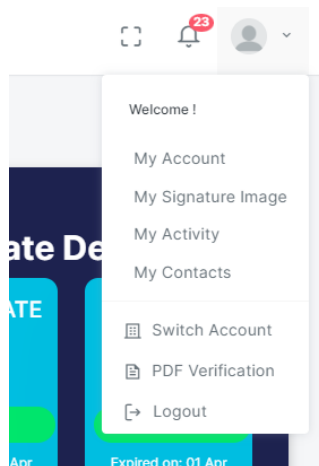 23
Welcome !
My Account
My Signature Image
My Activity
My Contacts
ate De
ATE
Switch Account
PDF Verification
Logout
Apr
Expired on: 01 Apr